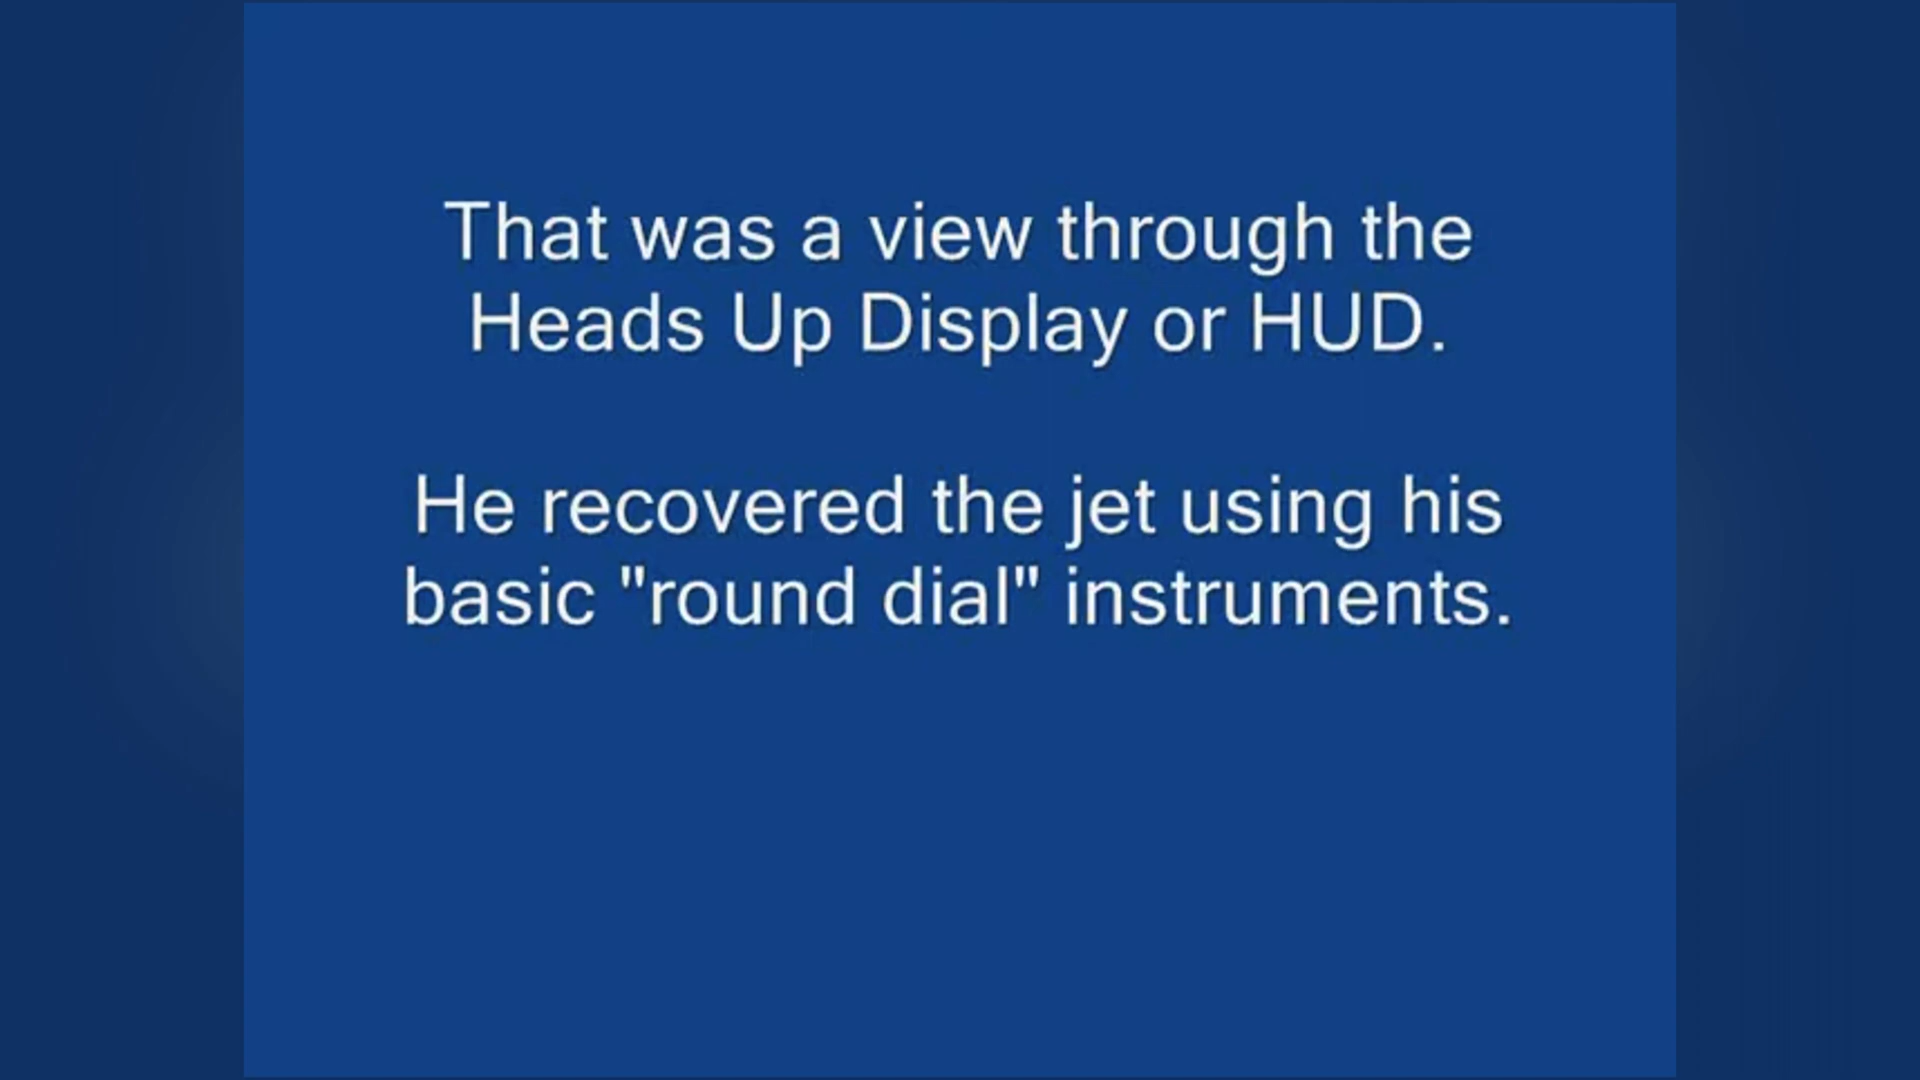 That was a view through the
Heads Up Display or HUD.
He recovered the jet using his
basic "round dial" instruments.